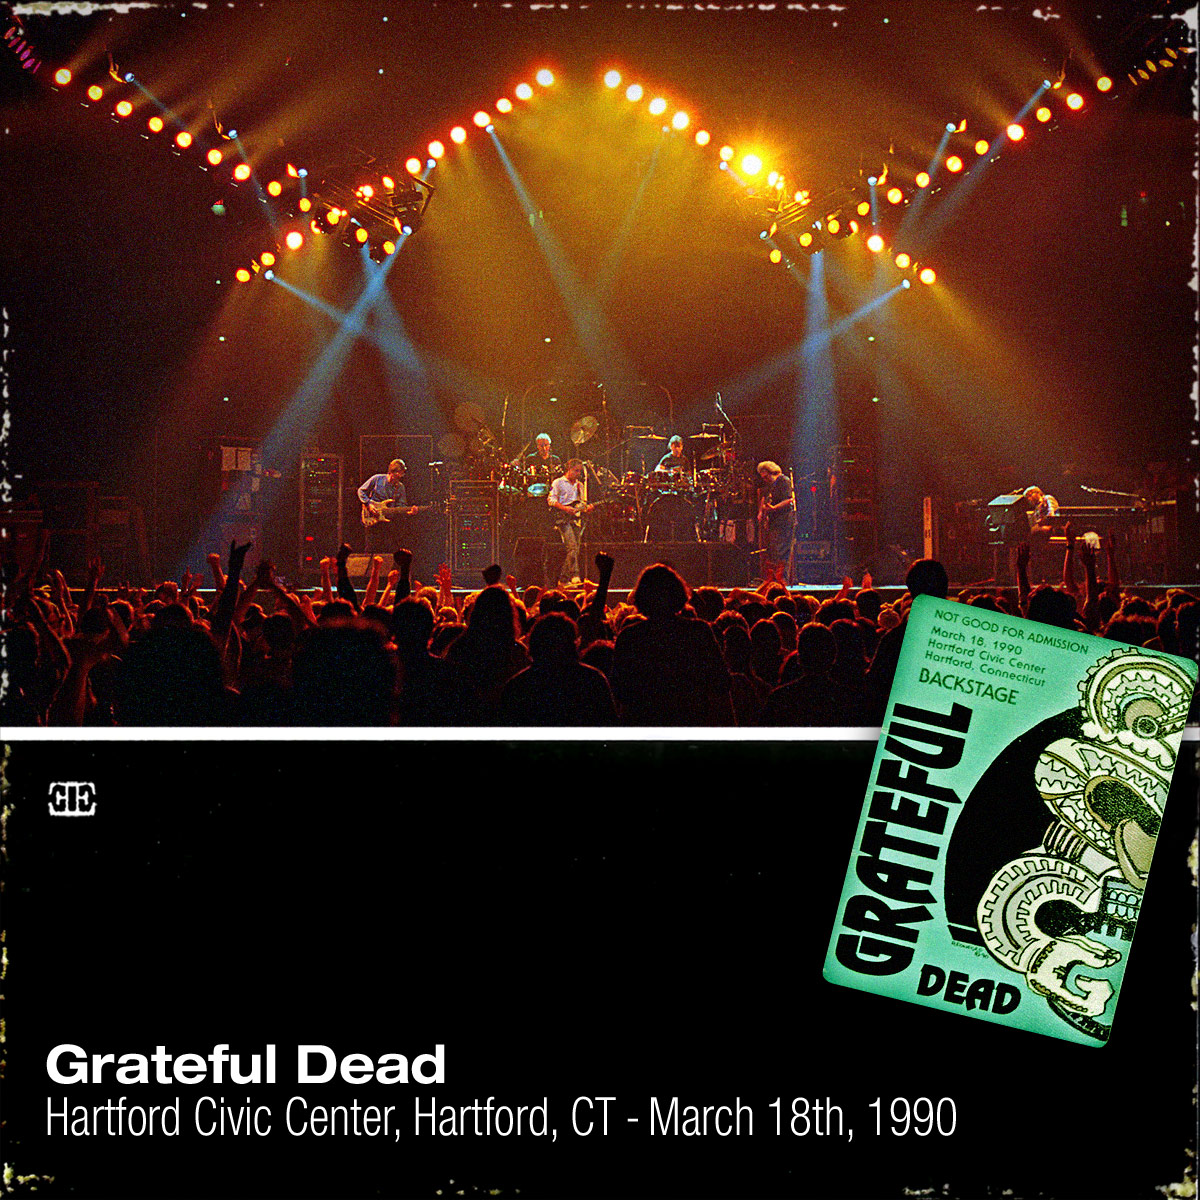 NOT GOOD FOR ADMISSION
March 18, 1990
Hartford Civic Center
Hartford, Connecticut
BACKSTAGE
GRATEFUL
DEAD
Grateful Dead
Hartford Civic Center, Hartford, CT - March 18th, 1990